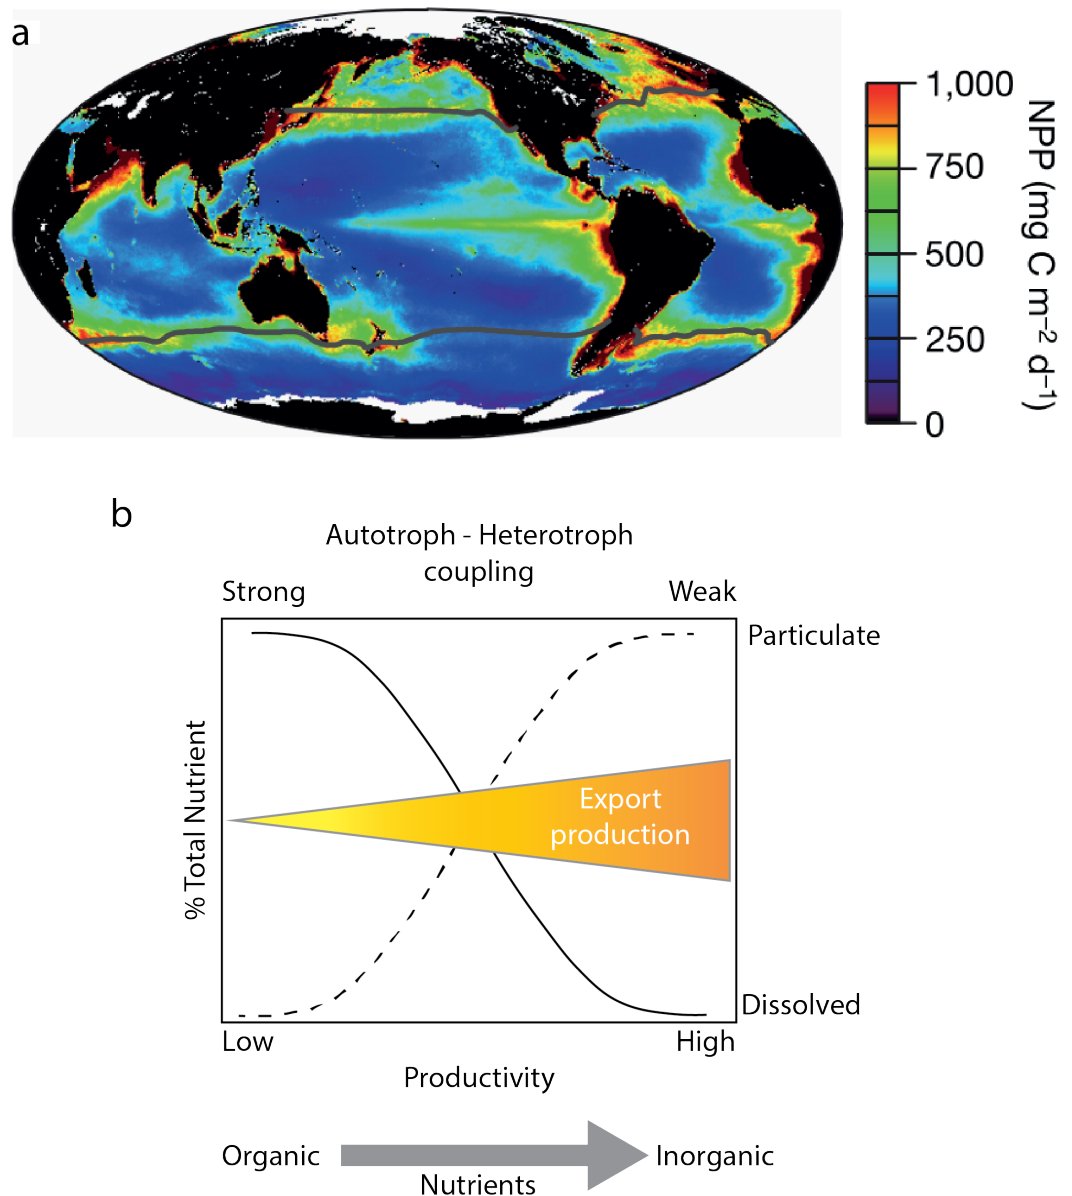 a
1,000
750
500
250
0
NPP (mg C m⁻² d⁻¹)
b
Autotroph - Heterotroph
coupling
Strong
Weak
Particulate
% Total Nutrient
Export
production
Dissolved
Low
High
Productivity
Organic
Inorganic
Nutrients